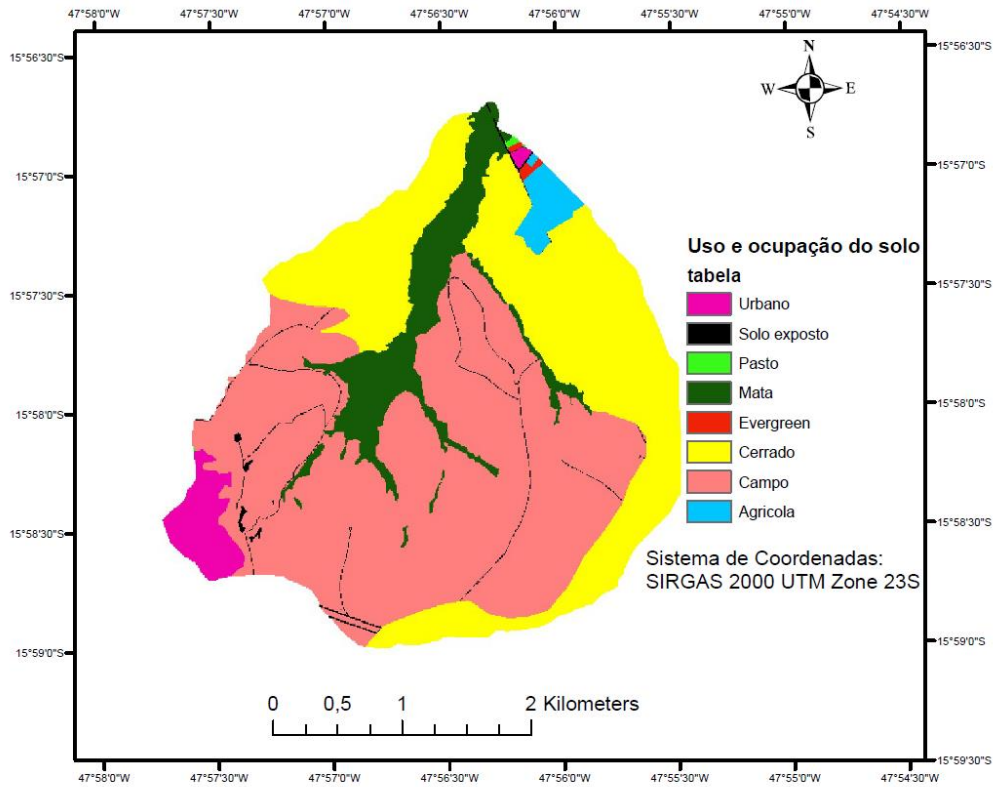 47°58'0"W 47°57'30"W 47°57'0"W 47°56'30"W 47°56'0"W 47°55'30"W 47°55'0"W 47°54'30"W
15°56'30"S
15°57'0"S
15°57'30"S
15°58'0"S
15°58'30"S
15°59'0"S
N
W E
S
Uso e ocupação do solo
tabela
Urbano
Solo exposto
Pasto
Mata
Evergreen
Cerrado
Campo
Agricola
Sistema de Coordenadas:
SIRGAS 2000 UTM Zone 23S
0 0,5 1 2 Kilometers
15°56'30"S
15°57'0"S
15°57'30"S
15°58'0"S
15°58'30"S
15°59'0"S
15°59'30"S
47°58'0"W 47°57'30"W 47°57'0"W 47°56'30"W 47°56'0"W 47°55'30"W 47°55'0"W 47°54'30"W